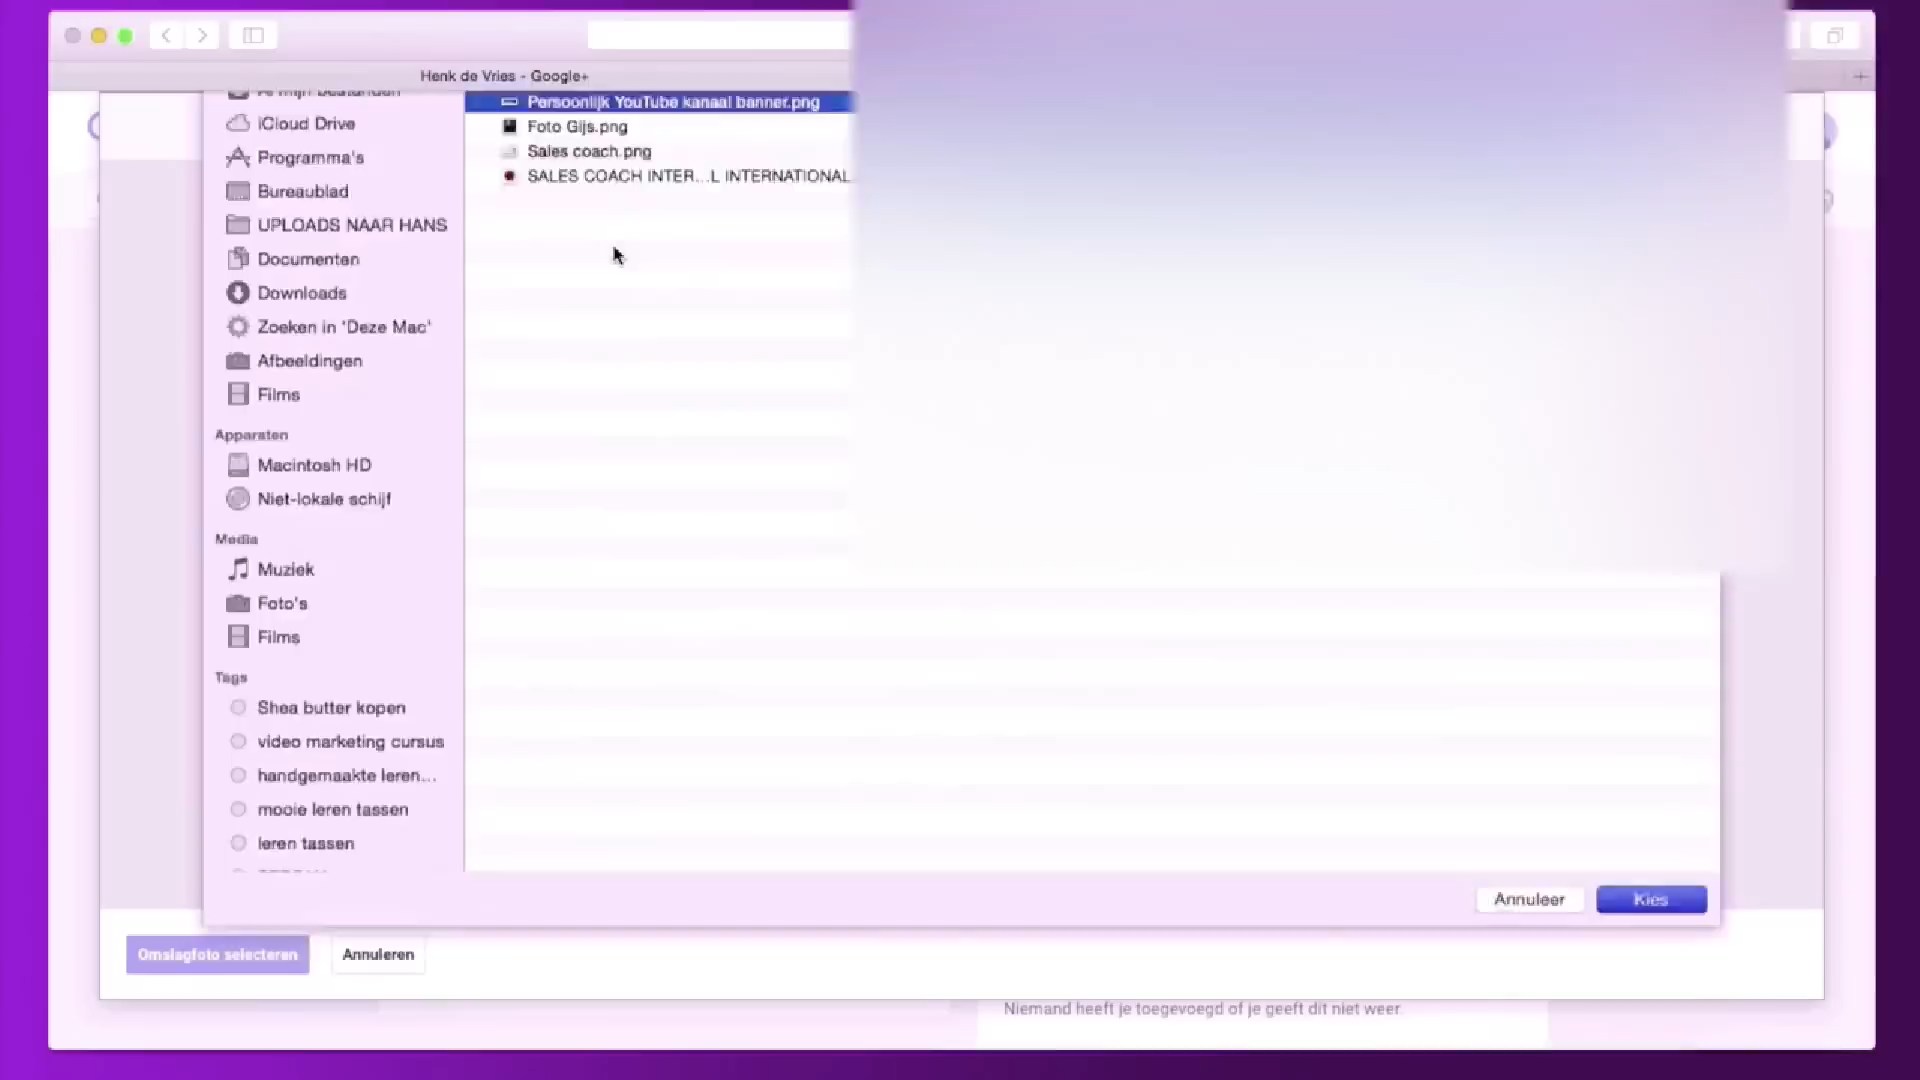 Henk de Vries - Google+
Al mijn bestanden
Persoonlijk YouTube kanaal banner.png
iCloud Drive
Foto Gijs.png
Programma's
Sales coach.png
Bureaublad
SALES COACH INTER...L INTERNATIONAL
UPLOADS NAAR HANS
Documenten
Downloads
Zoeken in 'Deze Mac'
Afbeeldingen
Films
Apparaten
Macintosh HD
Niet-lokale schijf
Media
Muziek
Foto's
Films
Tags
Shea butter kopen
video marketing cursus
handgemaakte leren...
mooie leren tassen
leren tassen
Annuleer
Kies
Omslagfoto selecteren
Annuleren
Niemand heeft je toegevoegd of je geeft dit niet weer.